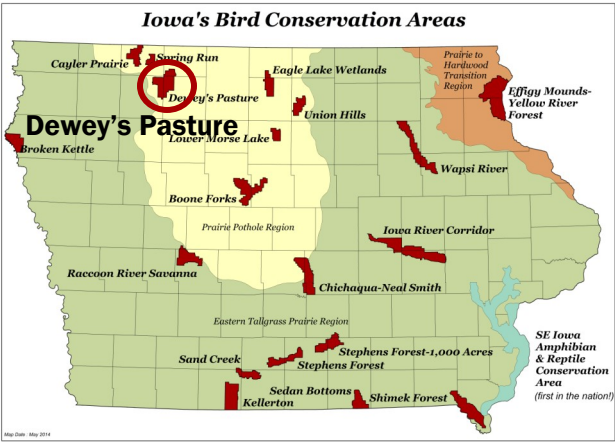 Iowa's Bird Conservation Areas
Cayler Prairie
Spring Run
Dewey's Pasture
Eagle Lake Wetlands
Prairie to
Hardwood
Transition
Region
Effigy Mounds-
Yellow River
Forest
Union Hills
Dewey's Pasture
Lower Morse Lake
Broken Kettle
Wapsi River
Boone Forks
Prairie Pothole Region
Iowa River Corridor
Raccoon River Savanna
Chichaqua-Neal Smith
Eastern Tallgrass Prairie Region
SE Iowa
Amphibian
& Reptile
Conservation
Area
(first in the nation!)
Stephens Forest-1,000 Acres
Sand Creek
Stephens Forest
Sedan Bottoms
Shimek Forest
Kellerton
Map Date : May 2014